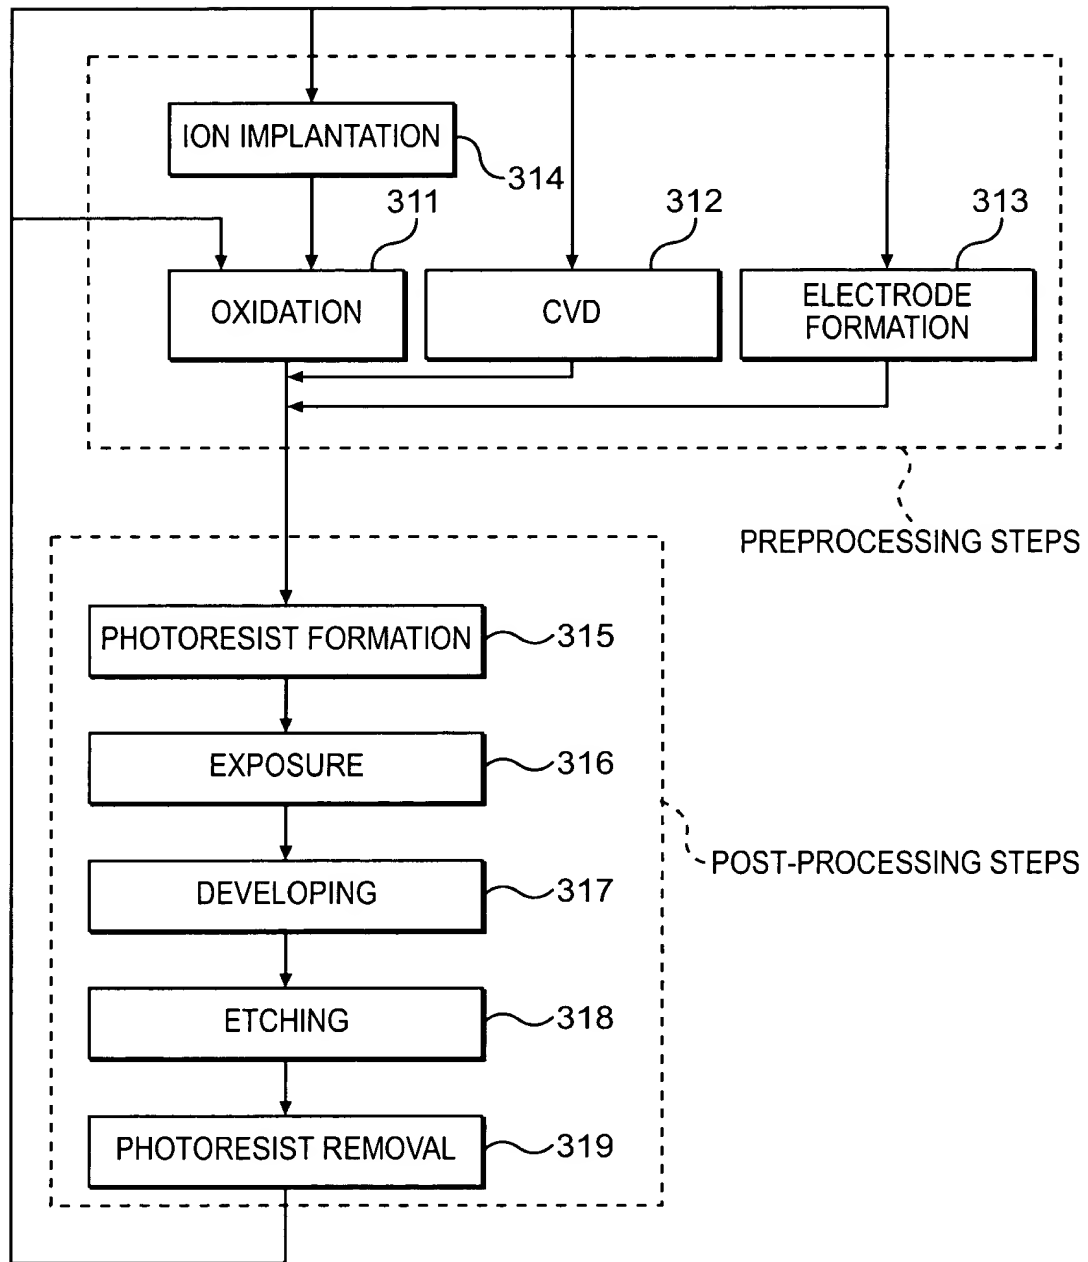 ION IMPLANTATION
314
311
312
313
OXIDATION
CVD
ELECTRODE
FORMATION
PREPROCESSING STEPS
PHOTORESIST FORMATION
315
EXPOSURE
316
POST-PROCESSING STEPS
DEVELOPING
317
ETCHING
318
PHOTORESIST REMOVAL
319